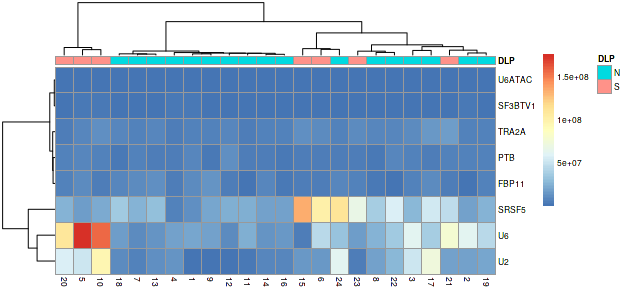 DLP
U6ATAC
SF3BTV1
TRA2A
PTB
FBP11
SRSF5
U6
U2
20 5 10 18 7 13 4 1 9 12 11 14 16 15 6 24 23 8 22 3 17 21 2 19
1.5e+08
1e+08
5e+07
DLP
N
S